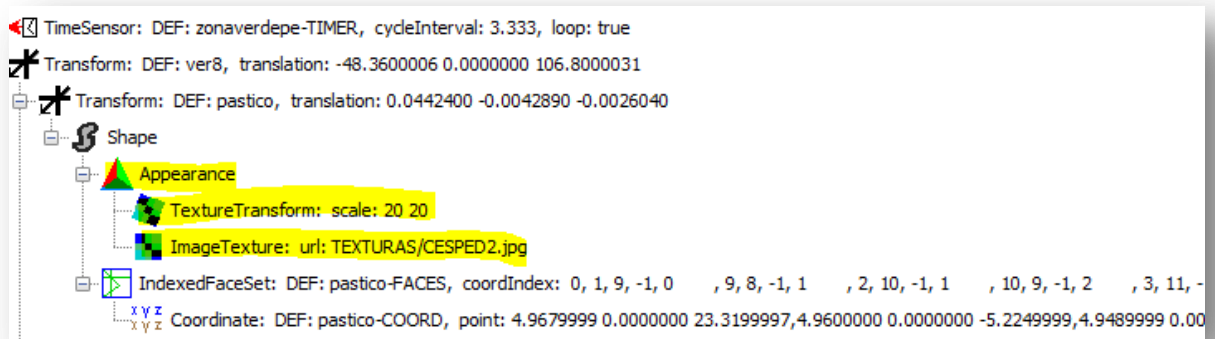 TimeSensor: DEF: zonaverdepe-TIMER, cycleInterval: 3.333, loop: true
Transform: DEF: ver8, translation: -48.3600006 0.0000000 106.8000031
Transform: DEF: pastico, translation: 0.0442400 -0.0042890 -0.0026040
Shape
Appearance
TextureTransform: scale: 20 20
ImageTexture: url: TEXTURAS/CESPED2.jpg
IndexedFaceSet: DEF: pastico-FACES, coordIndex: 0, 1, 9, -1, 0 , 9, 8, -1, 1 , 2, 10, -1, 1 , 10, 9, -1, 2 , 3, 11, -
x y z
x y z Coordinate: DEF: pastico-COORD, point: 4.9679999 0.0000000 23.3199997,4.9600000 0.0000000 -5.2249999,4.9489999 0.00